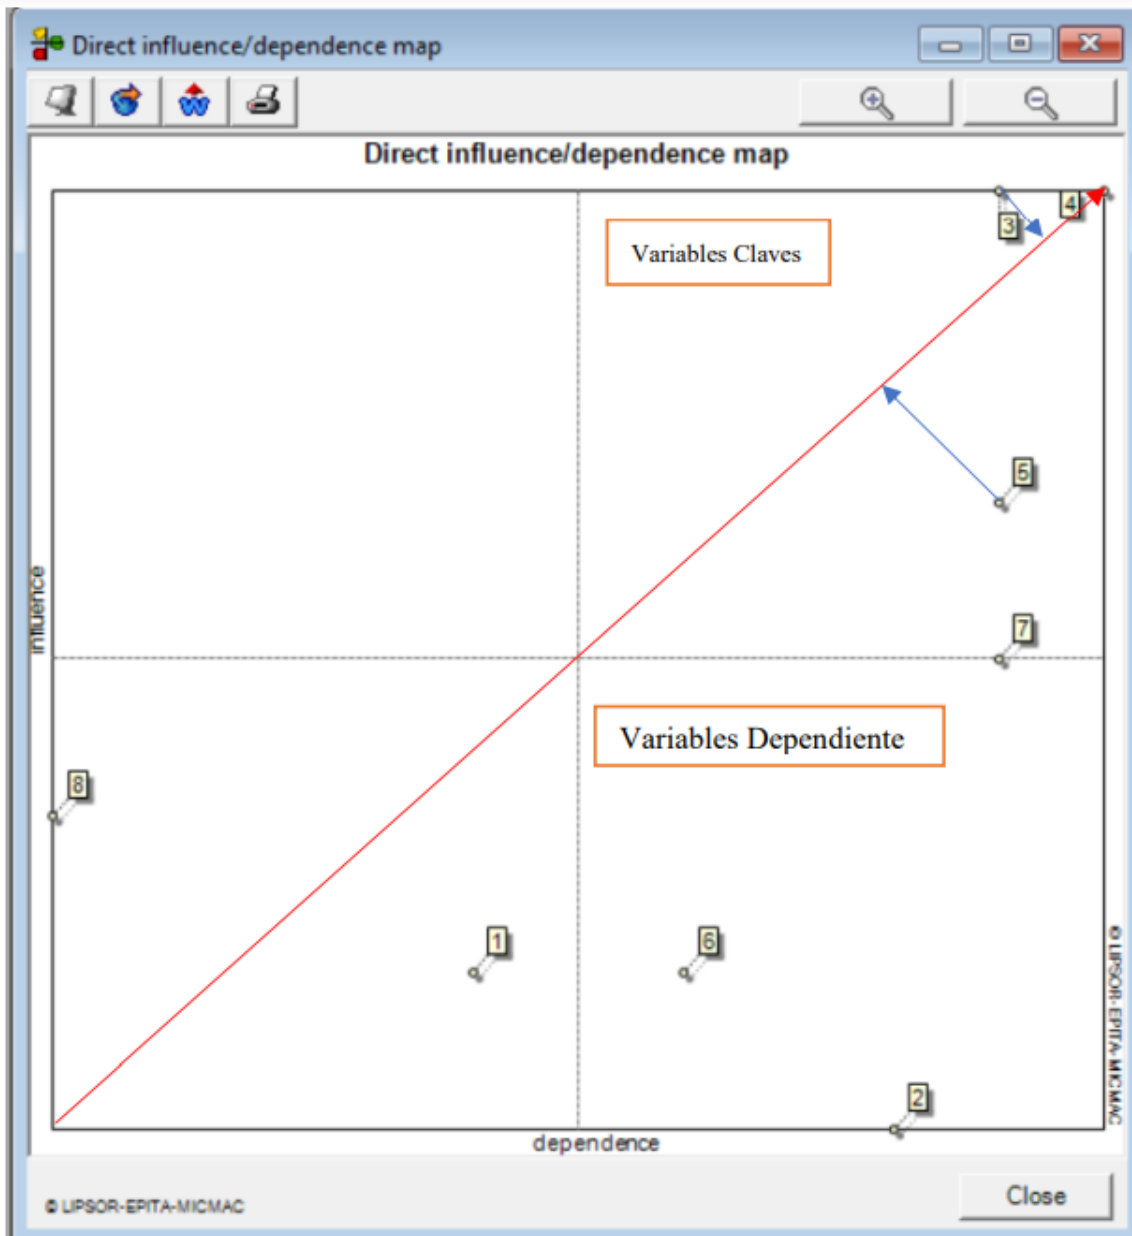 Direct influence/dependence map
Direct influence/dependence map
4
3
Variables Claves
5
influence
7
Variables Dependiente
8
1
6
2
© LIPSOR-EPITA-MICMAC
dependence
© LIPSOR-EPITA-MICMAC
Close